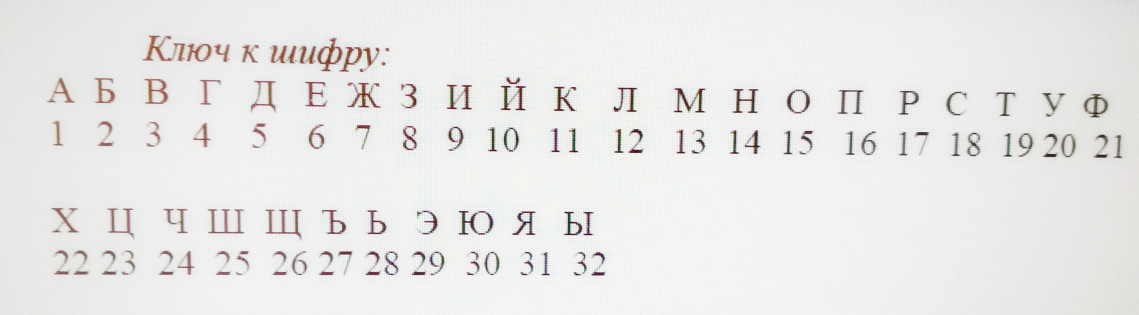 Ключ к шифру:
А Б В Г Д Е Ж З И Й К Л М Н О П Р С Т У Ф
1 2 3 4 5 6 7 8 9 10 11 12 13 14 15 16 17 18 19 20 21
Х Ц Ч Ш Щ Ъ Ь Э Ю Я Ы
22 23 24 25 26 27 28 29 30 31 32